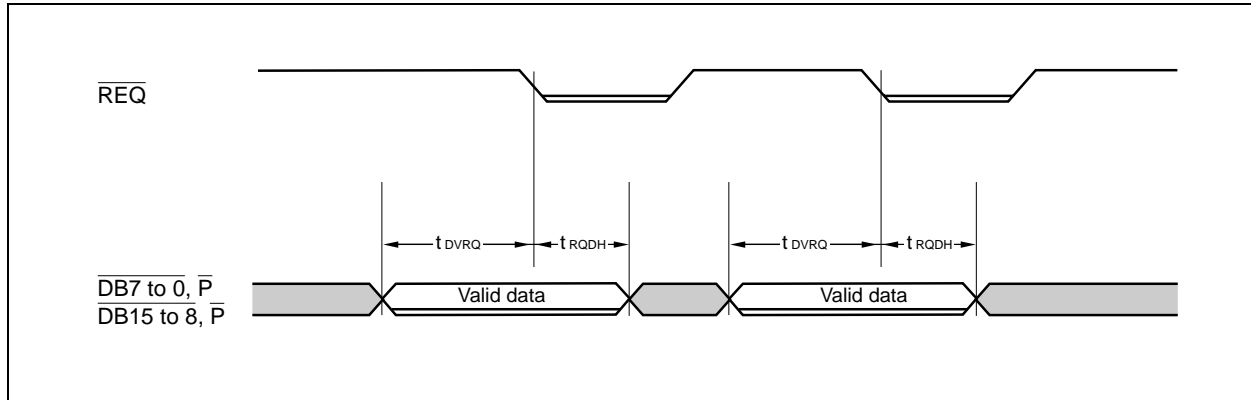 REQ
t DVRQ t RQDH t DVRQ t RQDH
DB7 to 0, P
DB15 to 8, P
Valid data Valid data